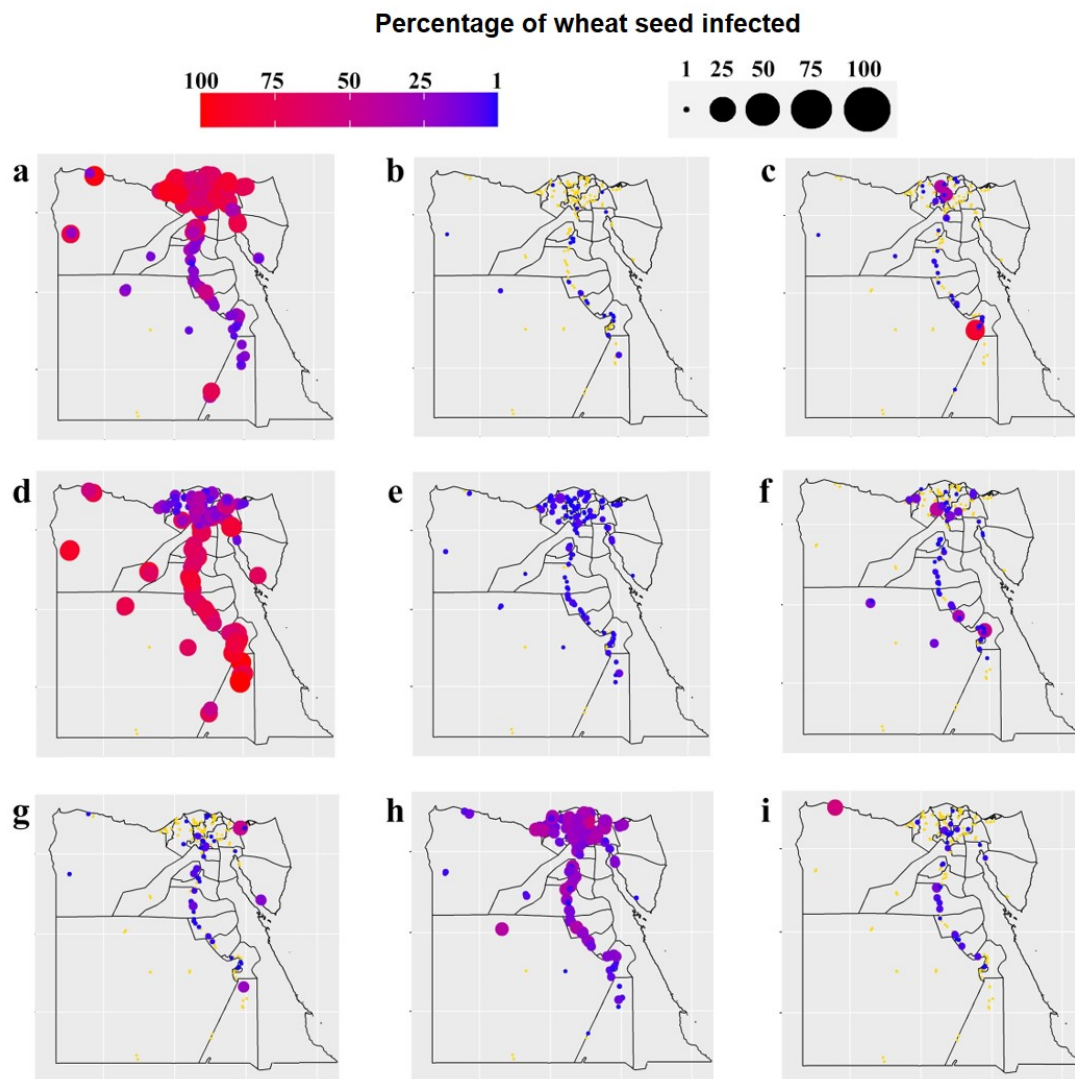 Percentage of wheat seed infected
100 75 50 25 1
1 25 50 75 100
a b c
d e f
g h i